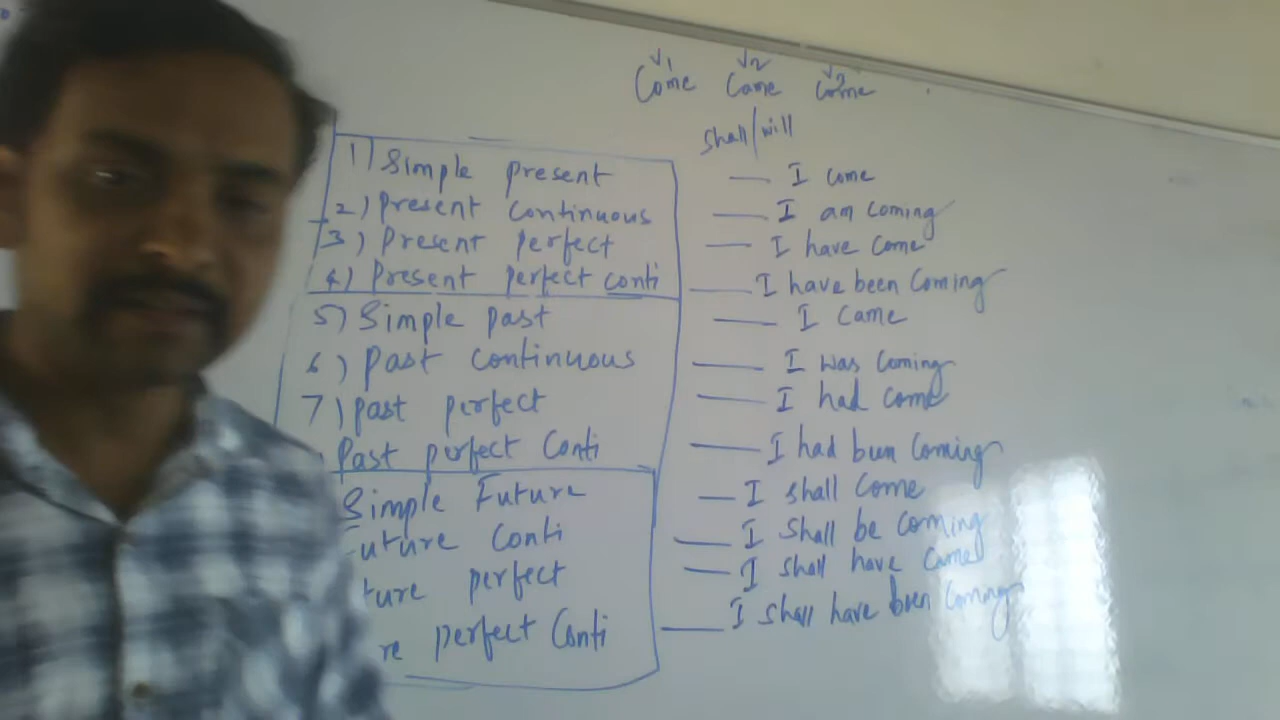 V1 V2 V3
Come Came Come
Shall/will
1) Simple present — I come
2) Present continuous — I am coming
3) Present perfect — I have come
4) Present perfect conti — I have been Coming
5) Simple past — I Came
6) Past continuous — I was Coming
7) past perfect — I had come
Past perfect Conti — I had been Coming
Simple Future — I shall Come
Future Conti — I Shall be Coming
ture perfect — I shall have Came
re perfect Conti — I shall have been Coming